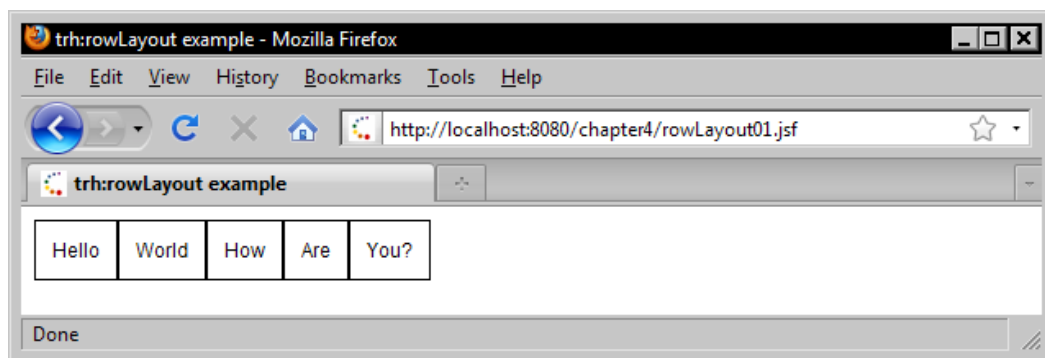 trh:rowLayout example - Mozilla Firefox
File Edit View History Bookmarks Tools Help
http://localhost:8080/chapter4/rowLayout01.jsf
trh:rowLayout example
Hello World How Are You?
Done